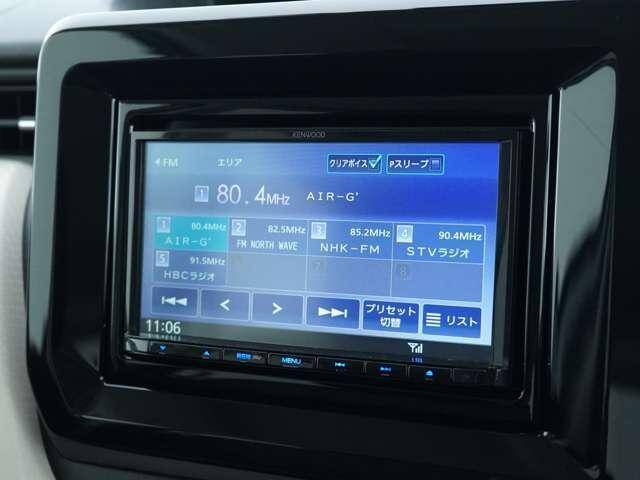 KENWOOD
FM エリア クリアボイス Pスリープ
1 80.4MHz AIR-G'
1 80.4MHz AIR-G'
2 82.5MHz FM NORTH WAVE
3 85.2MHz NHK-FM
4 90.4MHz STVラジオ
5 91.5MHz HBCラジオ
6
7
8
プリセット
切替
リスト
11:06
MENU